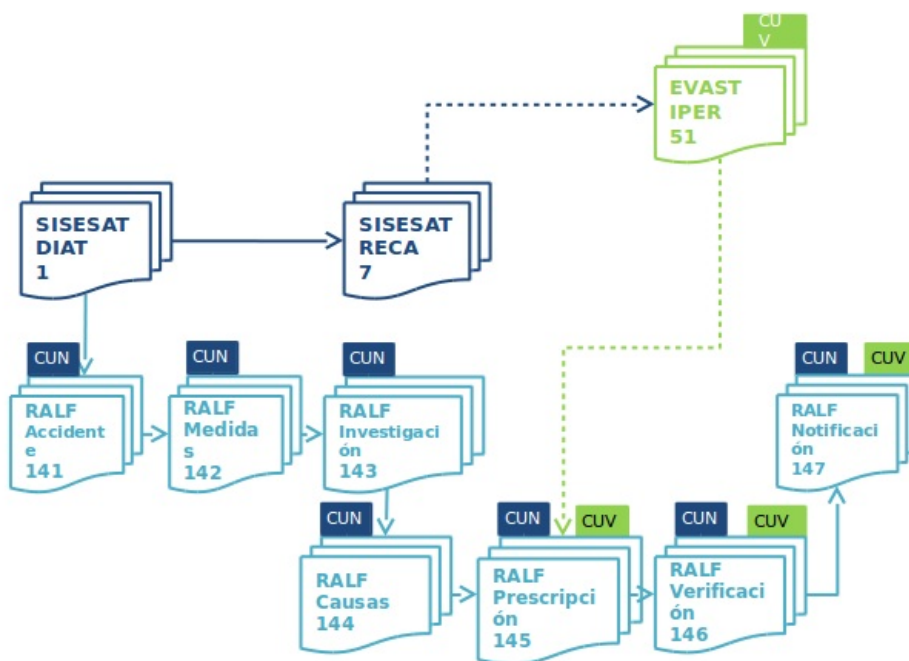 CU
V
EVAST
IPER
51
SISESAT
DIAT
1
SISESAT
RECA
7
CUN
RALF
Accident
e
141
CUN
RALF
Medida
s
142
CUN
RALF
Investigaci
ón
143
CUN
CUV
RALF
Notificaci
ón
147
CUN
RALF
Causas
144
CUN
CUV
RALF
Prescripci
ón
145
CUN
CUV
RALF
Verificaci
ón
146